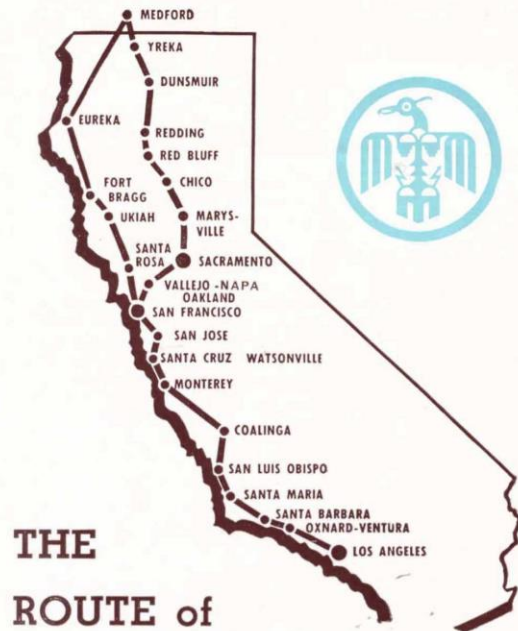 MEDFORD
YREKA
DUNSMUIR
EUREKA
REDDING
RED BLUFF
CHICO
FORT
BRAGG
UKIAH
MARYS-
VILLE
SANTA
ROSA
SACRAMENTO
VALLEJO -NAPA
OAKLAND
SAN FRANCISCO
SAN JOSE
SANTA CRUZ WATSONVILLE
MONTEREY
COALINGA
SAN LUIS OBISPO
SANTA MARIA
SANTA BARBARA
OXNARD-VENTURA
LOS ANGELES
THE
ROUTE of